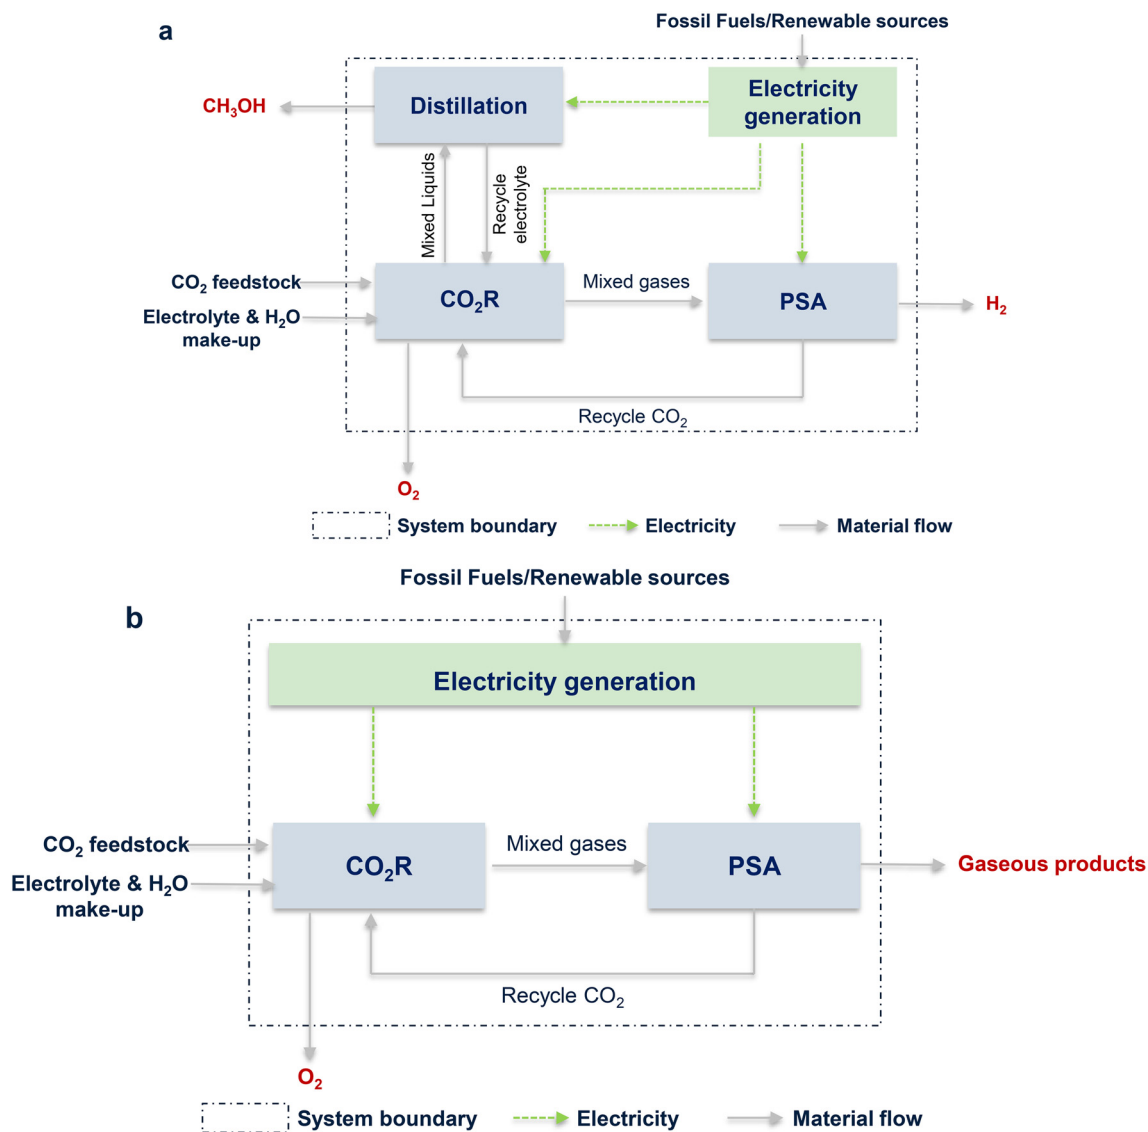 a
Fossil Fuels/Renewable sources
Distillation
Electricity
generation
CH₃OH
Mixed Liquids
Recycle
electrolyte
CO₂ feedstock
Electrolyte & H₂O
make-up
CO₂R
Mixed gases
PSA
H₂
Recycle CO₂
O₂
System boundary
Electricity
Material flow
Fossil Fuels/Renewable sources
b
Electricity generation
CO₂ feedstock
Electrolyte & H₂O
make-up
CO₂R
Mixed gases
PSA
Gaseous products
Recycle CO₂
O₂
System boundary
Electricity
Material flow